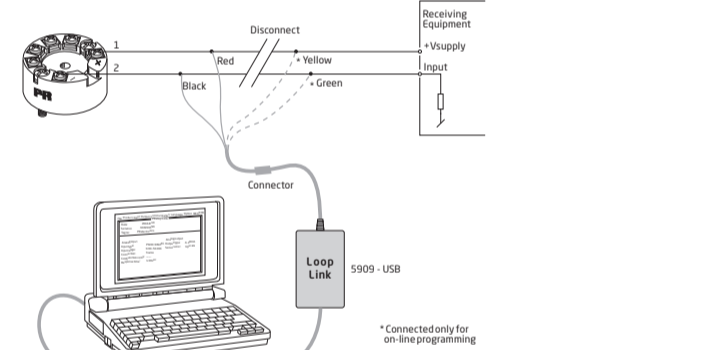 Receiving
Equipment
Disconnect
1
+Vsupply
Red
* Yellow
2
Input
Black
* Green
PR
Connector
Loop
Link
5909 - USB
* Connected only for
on-line programming